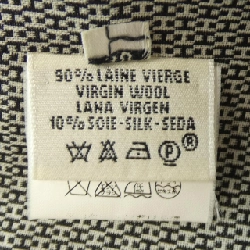 90% LAINE VIERGE
VIRGIN WOOL
LANA VIRGEN
10% SOIE-SILK-SEDA
P